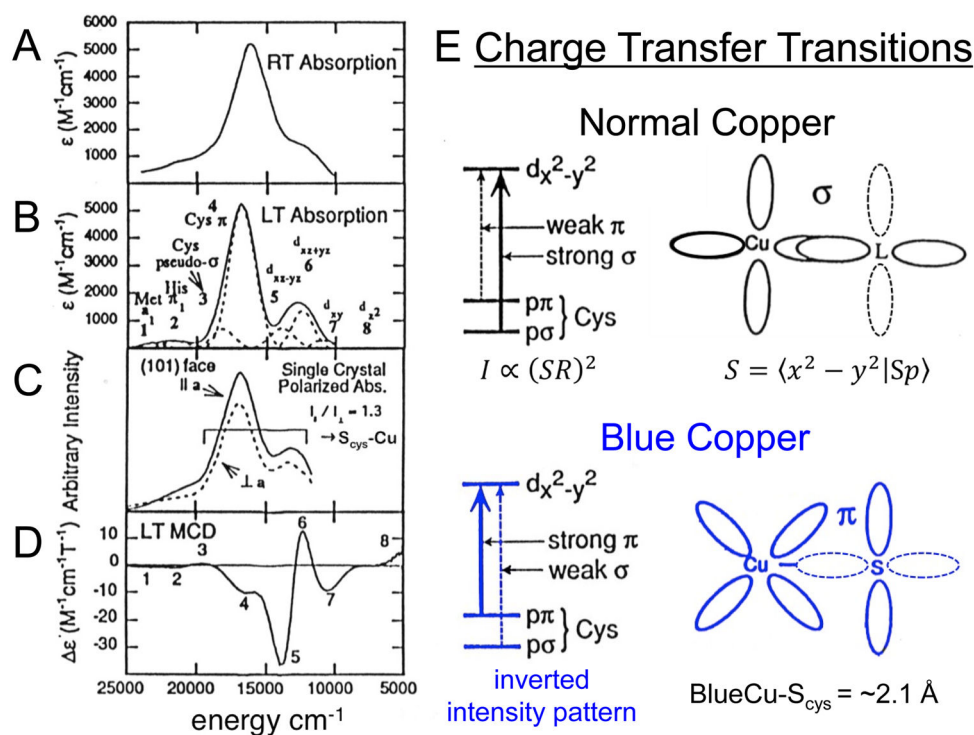 A
6000
5000
4000
3000
2000
1000
ε (M⁻¹cm⁻¹)
RT Absorption
B
5000
4000
3000
2000
1000
ε (M⁻¹cm⁻¹)
LT Absorption
4
Cys π
Cys
pseudo-σ
3
His
π₁
2
Met
a¹
1
5
d xz-yz
d xz+yz
6
d xy
7
d z²
8
C
Arbitrary Intensity
(101) face
|| a
Single Crystal
Polarized Abs.
I∥ / I⊥ = 1.3
→ S cys-Cu
⊥ a
D
LT MCD
10
0
-10
-20
-30
Δε (M⁻¹cm⁻¹T⁻¹)
1
2
3
4
5
6
7
8
25000 20000 15000 10000 5000
energy cm⁻¹
E Charge Transfer Transitions
Normal Copper
dx²-y²
weak π
strong σ
pπ
pσ
} Cys
I ∝ (SR)²
σ
Cu
L
S = ⟨x² − y²|Sp⟩
Blue Copper
dx²-y²
strong π
weak σ
pπ
pσ
} Cys
inverted
intensity pattern
π
Cu
S
BlueCu-S cys = ~2.1 Å